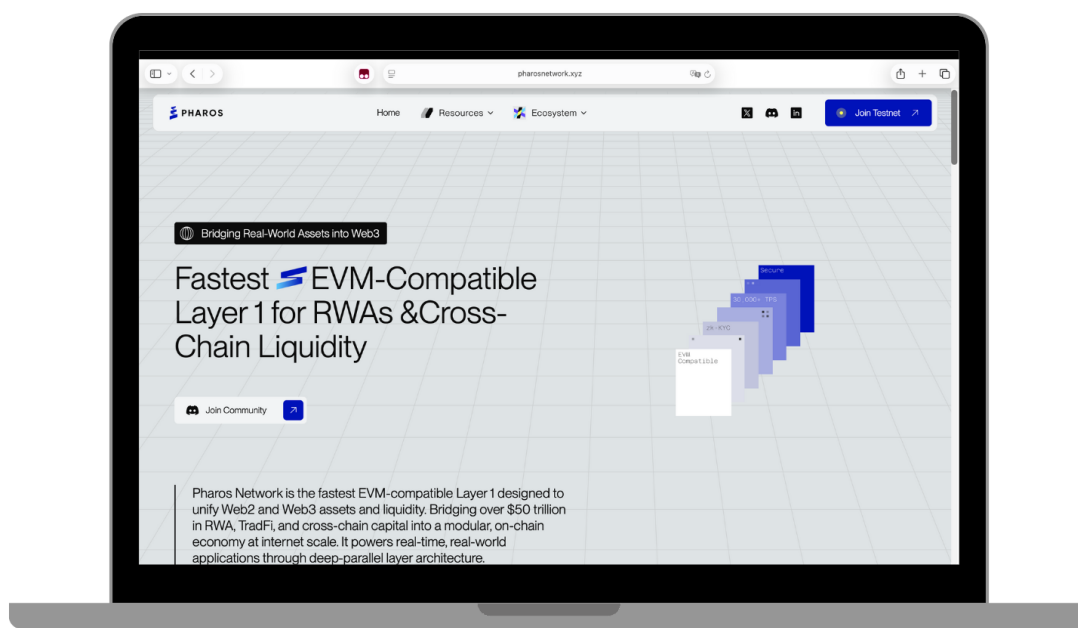 pharosnetwork.xyz
PHAROS
Home
Resources
Ecosystem
X
in
Join Testnet
Bridging Real-World Assets into Web3
Fastest EVM-Compatible
Layer 1 for RWAs &Cross-
Chain Liquidity
Secure
30,000+ TPS
zk-KYC
EVM
Compatible
Join Community
Pharos Network is the fastest EVM-compatible Layer 1 designed to
unify Web2 and Web3 assets and liquidity. Bridging over $50 trillion
in RWA, TradFi, and cross-chain capital into a modular, on-chain
economy at internet scale. It powers real-time, real-world
applications through deep-parallel layer architecture.